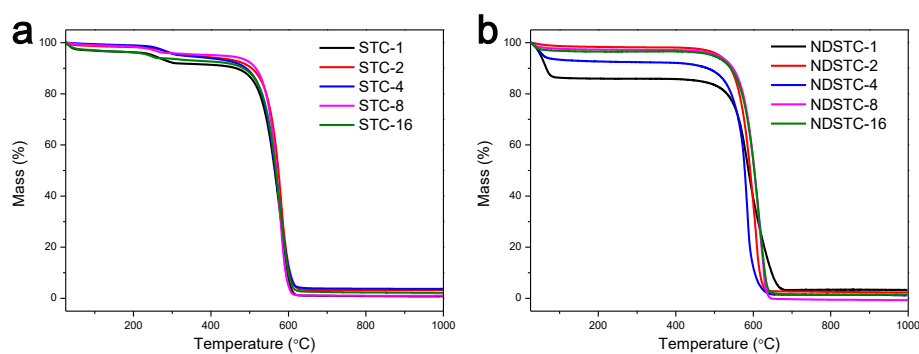 a
100
80
60
40
20
0
Mass (%)
200
400
600
800
1000
Temperature (°C)
STC-1
STC-2
STC-4
STC-8
STC-16
b
100
80
60
40
20
0
Mass (%)
200
400
600
800
1000
Temperature (°C)
NDSTC-1
NDSTC-2
NDSTC-4
NDSTC-8
NDSTC-16